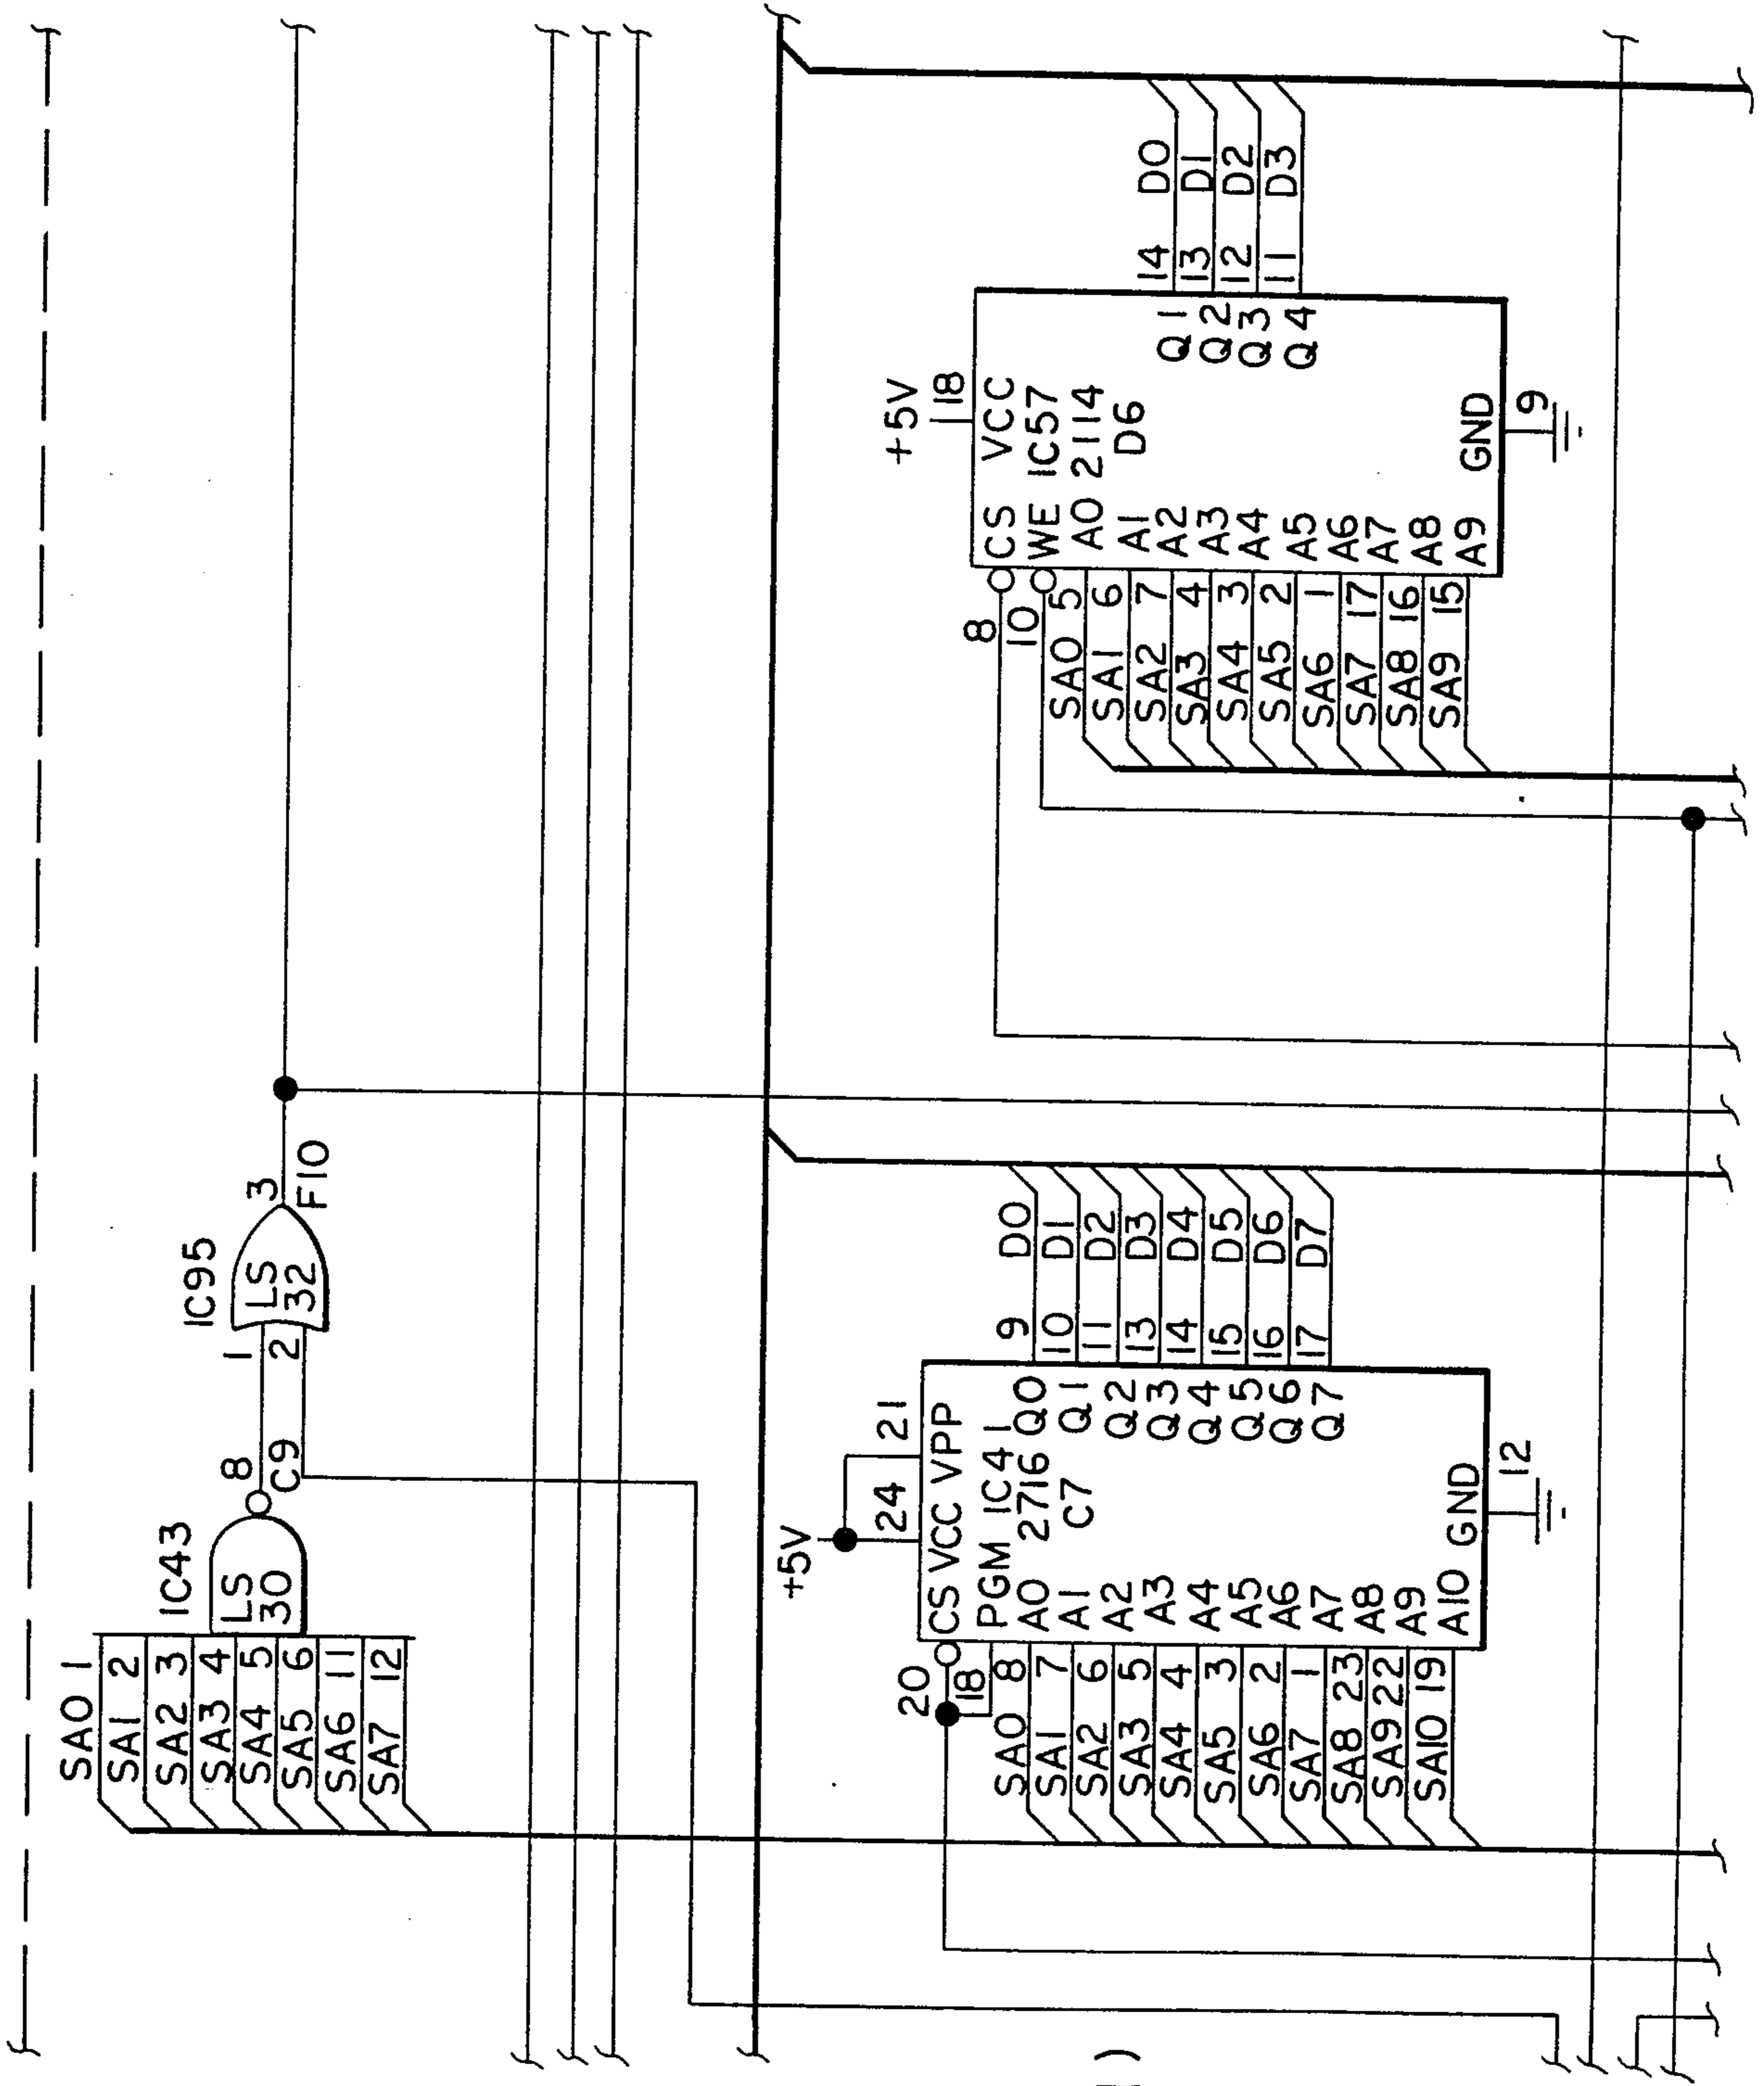 IC43
LS
30
SA0 1
SA1 2
SA2 3
SA3 4
SA4 5
SA5 6
SA6 11
SA7 12
8
C9
IC95
LS
32
1
2
3
F10
+5V
24
21
20
CS VCC VPP
18
PGM IC41
2716
C7
SA0 8 A0
SA1 7 A1
SA2 6 A2
SA3 5 A3
SA4 4 A4
SA5 3 A5
SA6 2 A6
SA7 1 A7
SA8 23 A8
SA9 22 A9
SA10 19 A10
Q0 9 D0
Q1 10 D1
Q2 11 D2
Q3 13 D3
Q4 14 D4
Q5 15 D5
Q6 16 D6
Q7 17 D7
GND
12
+5V
18
8 CS VCC
10 WE IC57
2114
D6
SA0 5 A0
SA1 6 A1
SA2 7 A2
SA3 4 A3
SA4 3 A4
SA5 2 A5
SA6 1 A6
SA7 17 A7
SA8 16 A8
SA9 15 A9
Q1 14 D0
Q2 13 D1
Q3 12 D2
Q4 11 D3
GND
9